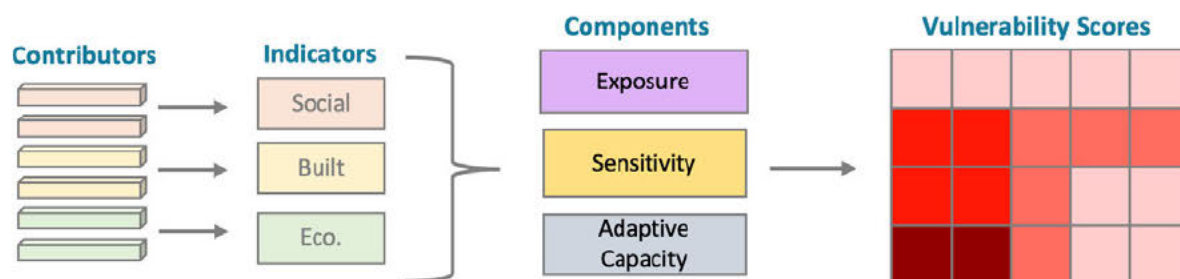 Contributors
Indicators
Social
Built
Eco.
Components
Exposure
Sensitivity
Adaptive
Capacity
Vulnerability Scores